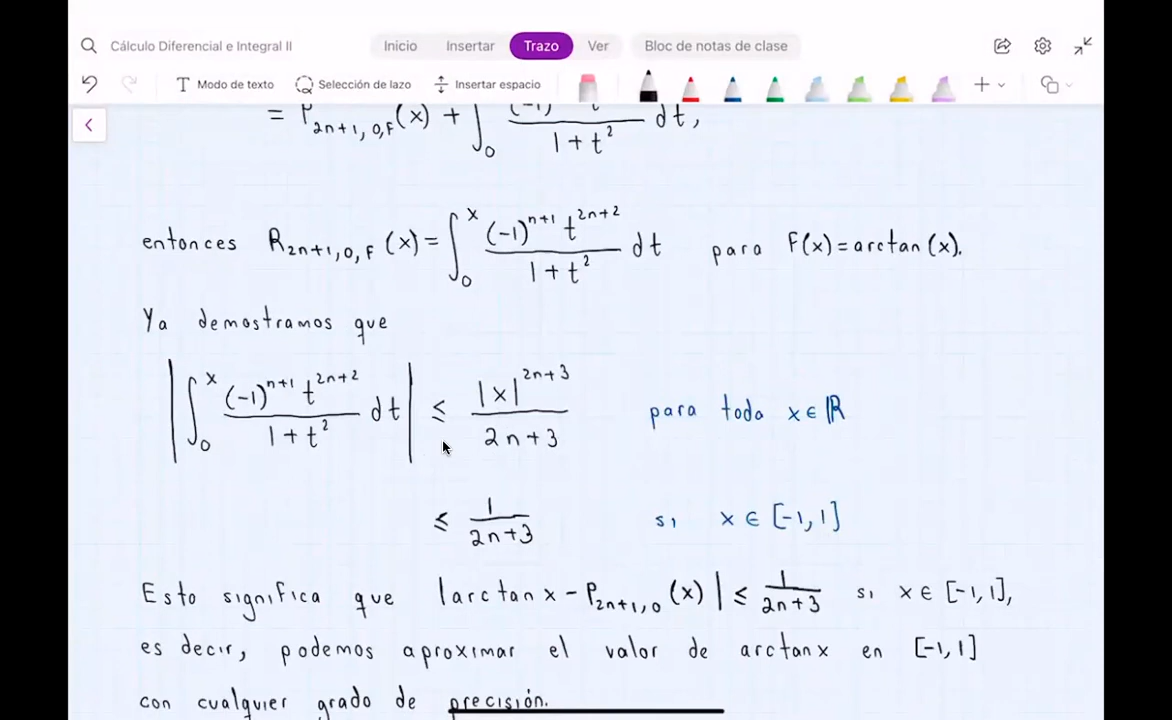 Cálculo Diferencial e Integral II Inicio Insertar Trazo Ver Bloc de notas de clase
Modo de texto Selección de lazo Insertar espacio
= P_{2n+1,0,F}(x) + ∫_0 (-1) t / (1+t^2) dt,
entonces R_{2n+1,0,F}(x) = ∫_0^x (-1)^{n+1} t^{2n+2} / (1+t^2) dt para F(x)=arctan(x).
Ya demostramos que
|∫_0^x (-1)^{n+1} t^{2n+2} / (1+t^2) dt| ≤ |x|^{2n+3} / (2n+3) para toda x∈ℝ
≤ 1/(2n+3) si x ∈ [-1,1]
Esto significa que |arctan x - P_{2n+1,0}(x)| ≤ 1/(2n+3) si x ∈ [-1,1],
es decir, podemos aproximar el valor de arctan x en [-1,1]
con cualquier grado de precisión.